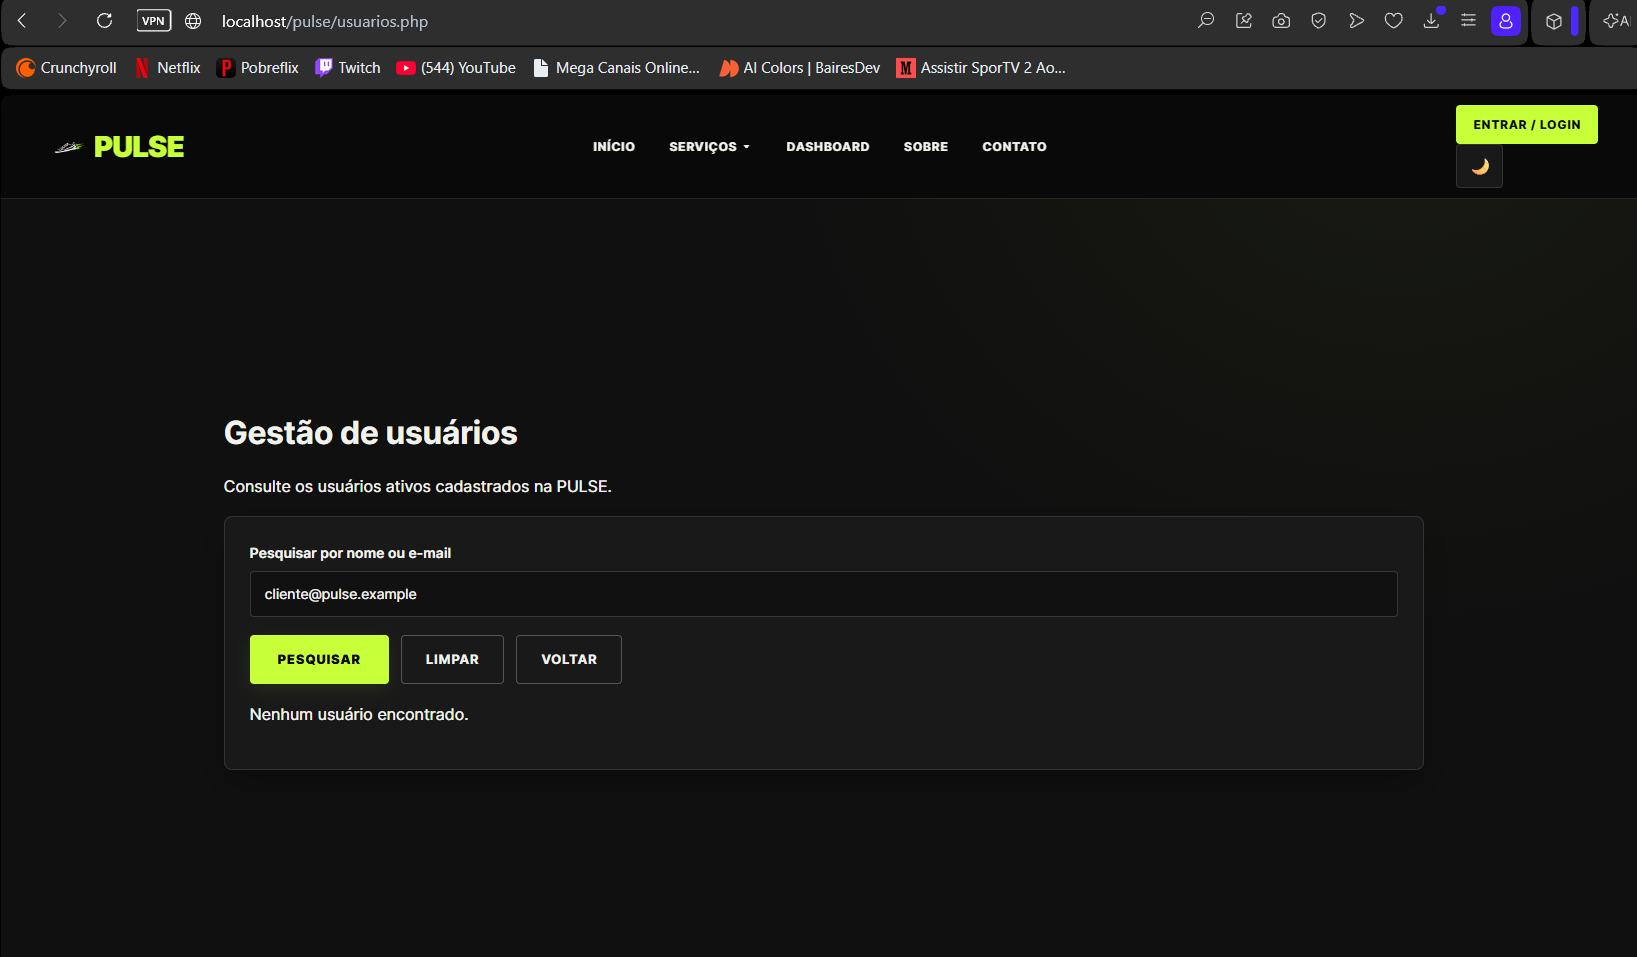 VPN localhost/pulse/usuarios.php AI
Crunchyroll Netflix Pobreflix Twitch (544) YouTube Mega Canais Online... AI Colors | BairesDev Assistir SporTV 2 Ao...
PULSE INÍCIO SERVIÇOS DASHBOARD SOBRE CONTATO ENTRAR / LOGIN
Gestão de usuários
Consulte os usuários ativos cadastrados na PULSE.
Pesquisar por nome ou e-mail
cliente@pulse.example
PESQUISAR LIMPAR VOLTAR
Nenhum usuário encontrado.